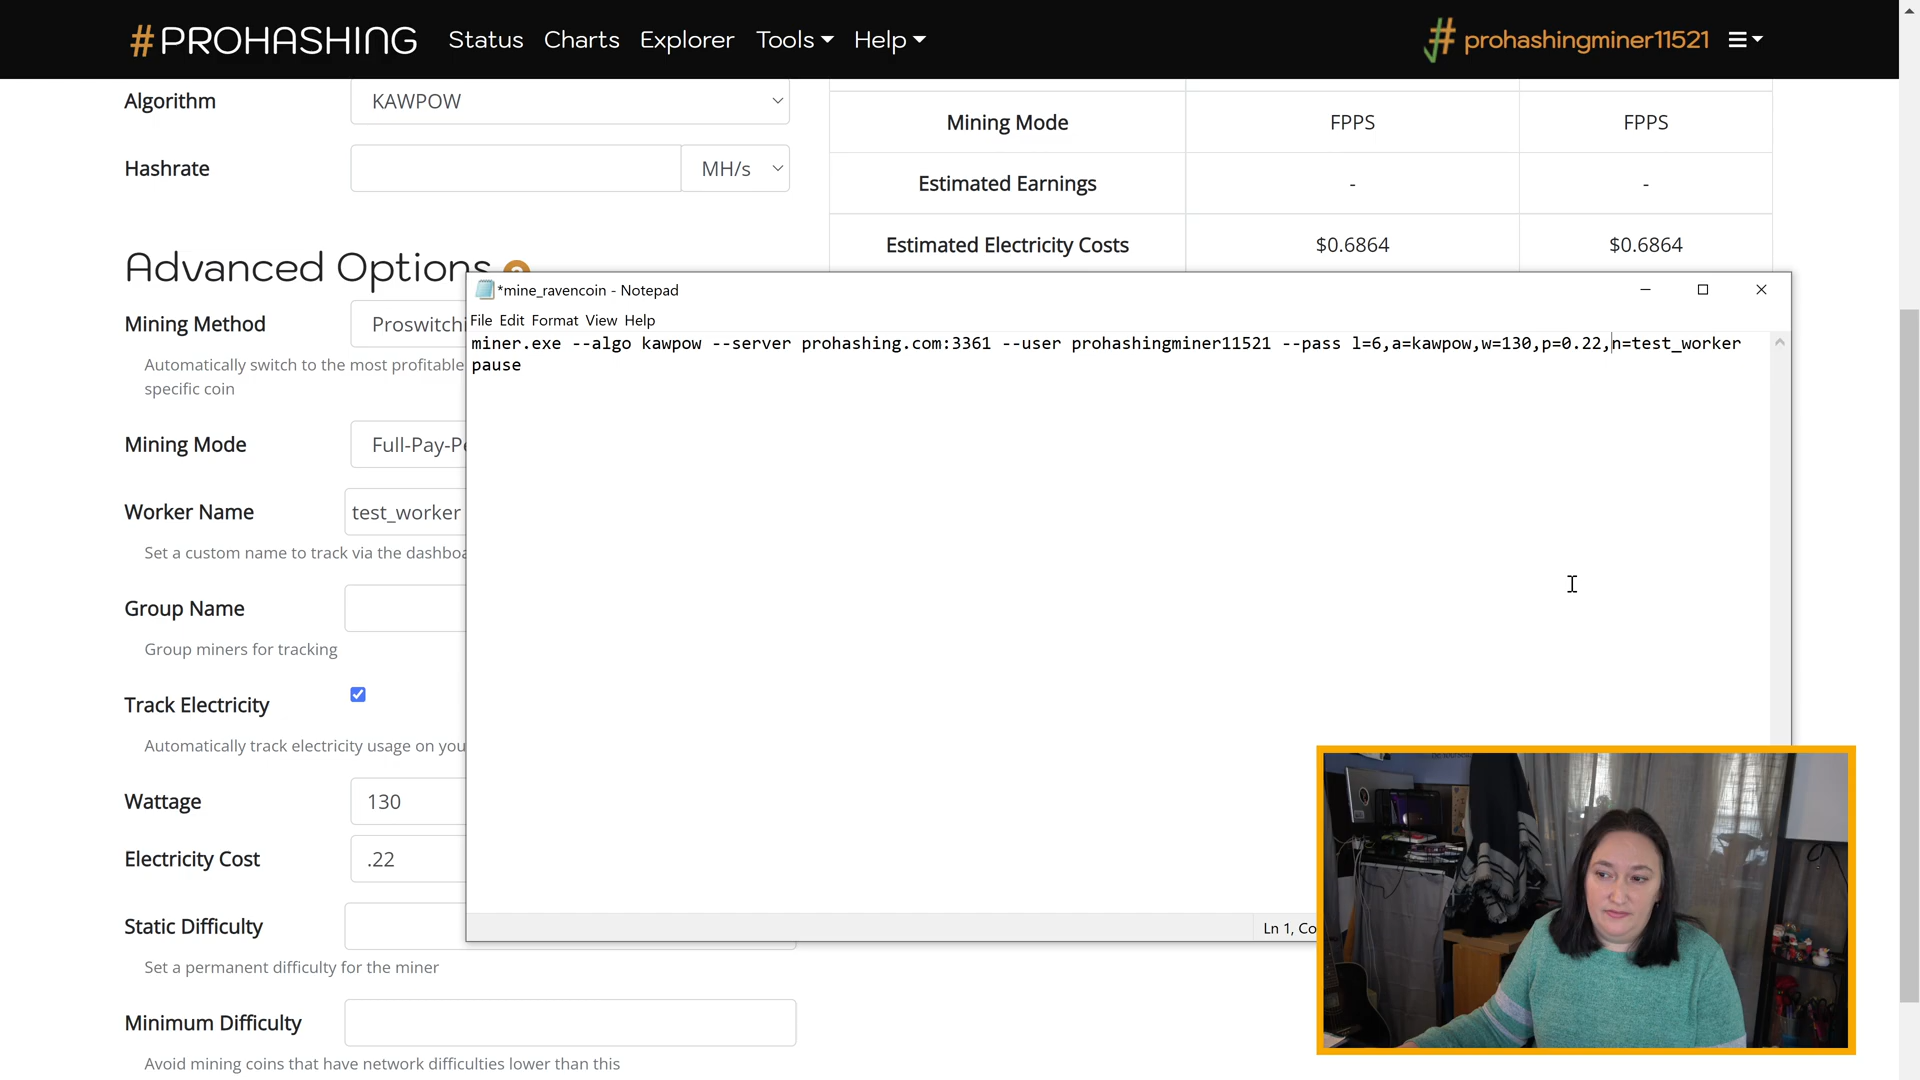 #PROHASHING Status Charts Explorer Tools Help prohashingminer11521
Algorithm KAWPOW
Hashrate MH/s
Mining Mode FPPS FPPS
Estimated Earnings - -
Estimated Electricity Costs $0.6864 $0.6864
Advanced Options
Mining Method Proswitchi
Automatically switch to the most profitable
specific coin
Mining Mode Full-Pay-Pe
Worker Name test_worker
Set a custom name to track via the dashboa
Group Name
Group miners for tracking
Track Electricity
Automatically track electricity usage on you
Wattage 130
Electricity Cost .22
Static Difficulty
Set a permanent difficulty for the miner
Minimum Difficulty
Avoid mining coins that have network difficulties lower than this
*mine_ravencoin - Notepad
File Edit Format View Help
miner.exe --algo kawpow --server prohashing.com:3361 --user prohashingminer11521 --pass l=6,a=kawpow,w=130,p=0.22,n=test_worker
pause
Ln 1, Co